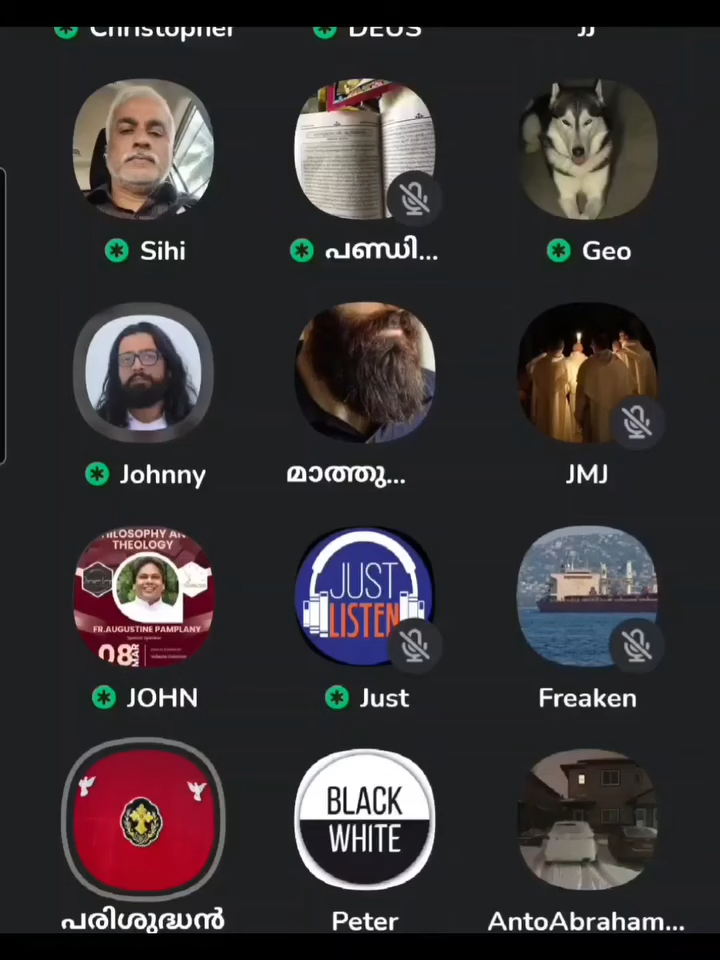 Christopher
DEUS
JJ
Sihi
പണ്ഡി...
Geo
Johnny
മാത്തു...
JMJ
PHILOSOPHY AN
THEOLOGY
FR.AUGUSTINE PAMPLANY
08 MAR
JOHN
JUST
LISTEN
Just
Freaken
പരിശുദ്ധൻ
BLACK
WHITE
Peter
AntoAbraham...